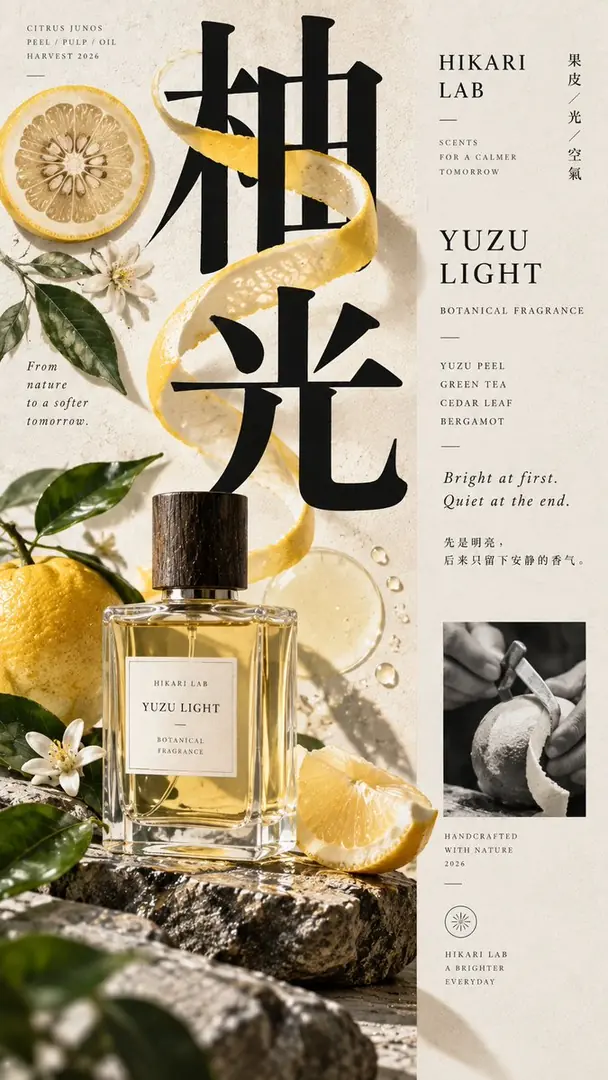 CITRUS JUNOS
PEEL / PULP / OIL
HARVEST 2026
柚
光
From
nature
to a softer
tomorrow.
HIKARI LAB
YUZU LIGHT
BOTANICAL
FRAGRANCE
HIKARI
LAB
SCENTS
FOR A CALMER
TOMORROW
果皮／光／空氣
YUZU
LIGHT
BOTANICAL FRAGRANCE
YUZU PEEL
GREEN TEA
CEDAR LEAF
BERGAMOT
Bright at first.
Quiet at the end.
先是明亮，
后来只留下安静的香气。
HANDCRAFTED
WITH NATURE
2026
HIKARI LAB
A BRIGHTER
EVERYDAY